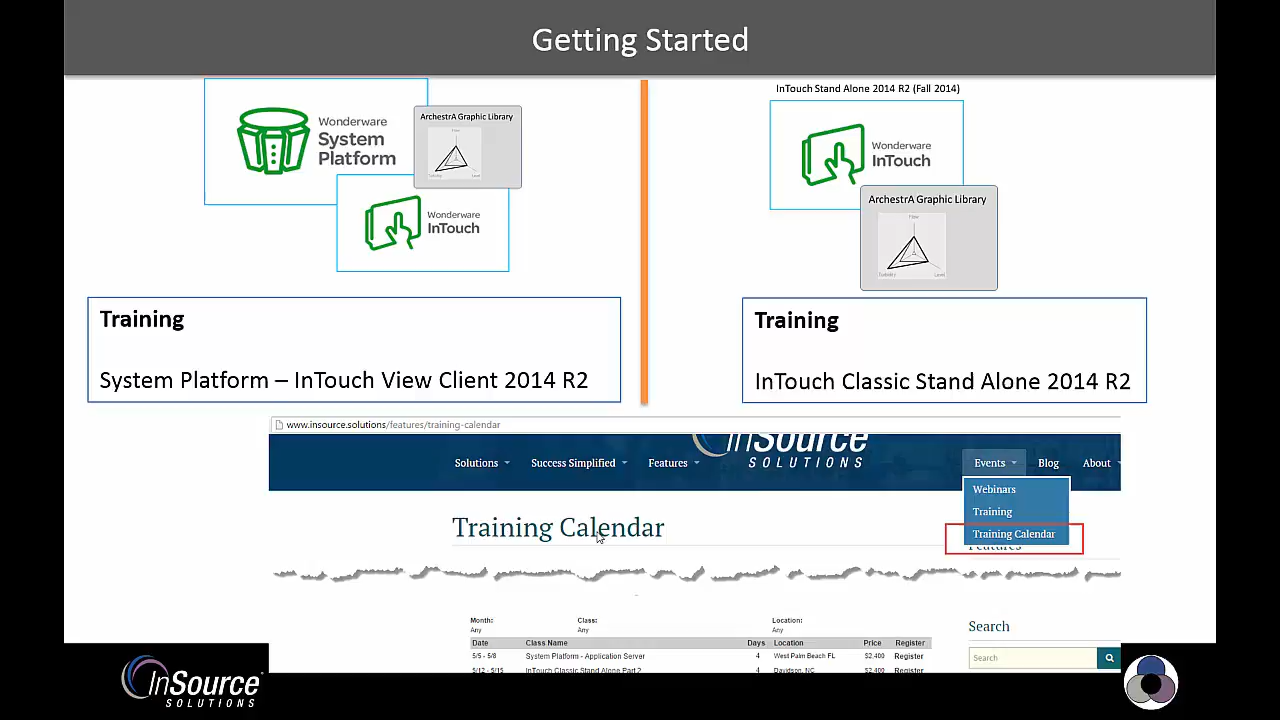 Getting Started
Wonderware
System
Platform
ArchestrA Graphic Library
Wonderware
InTouch
InTouch Stand Alone 2014 R2 (Fall 2014)
Wonderware
InTouch
ArchestrA Graphic Library
Level
Training
System Platform – InTouch View Client 2014 R2
Training
InTouch Classic Stand Alone 2014 R2
www.insource.solutions/features/training-calendar
InSource
SOLUTIONS
Solutions
Success Simplified
Features
Events
Blog
About
Webinars
Training
Training Calendar
Training Calendar
Features
Month: Class: Location:
Any Any Any
Date Class Name Days Location Price Register
5/5 - 5/8 System Platform - Application Server 4 West Palm Beach FL $2,400 Register
5/12 - 5/15 InTouch Classic Stand Alone Part 2 4 Davidson, NC $2,400 Register
Search
Search
InSource
SOLUTIONS